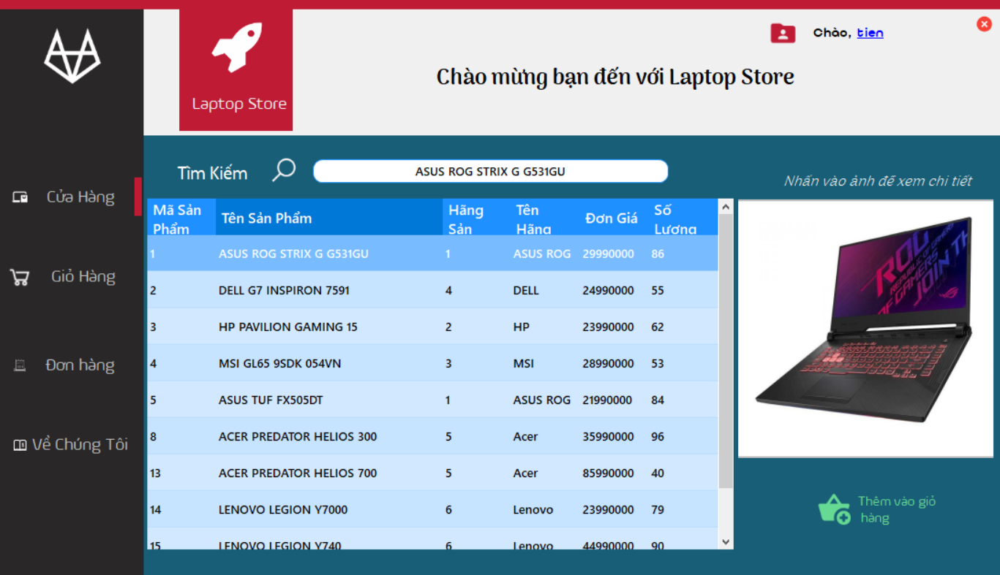 Laptop Store
Chào, tien
Chào mừng bạn đến với Laptop Store
Cửa Hàng
Giỏ Hàng
Đơn hàng
Về Chúng Tôi
Tìm Kiếm
ASUS ROG STRIX G G531GU
Nhấn vào ảnh để xem chi tiết
Mã Sản Phẩm Tên Sản Phẩm Hãng Sản Tên Hãng Đơn Giá Số Lượng
1 ASUS ROG STRIX G G531GU 1 ASUS ROG 29990000 86
2 DELL G7 INSPIRON 7591 4 DELL 24990000 55
3 HP PAVILION GAMING 15 2 HP 23990000 62
4 MSI GL65 9SDK 054VN 3 MSI 28990000 53
5 ASUS TUF FX505DT 1 ASUS ROG 21990000 84
8 ACER PREDATOR HELIOS 300 5 Acer 35990000 96
13 ACER PREDATOR HELIOS 700 5 Acer 85990000 40
14 LENOVO LEGION Y7000 6 Lenovo 23990000 79
15 LENOVO LEGION Y740 6 Lenovo 44990000 90
ROG
REPUBLIC OF GAMERS
JOIN TH
Thêm vào giỏ
hàng